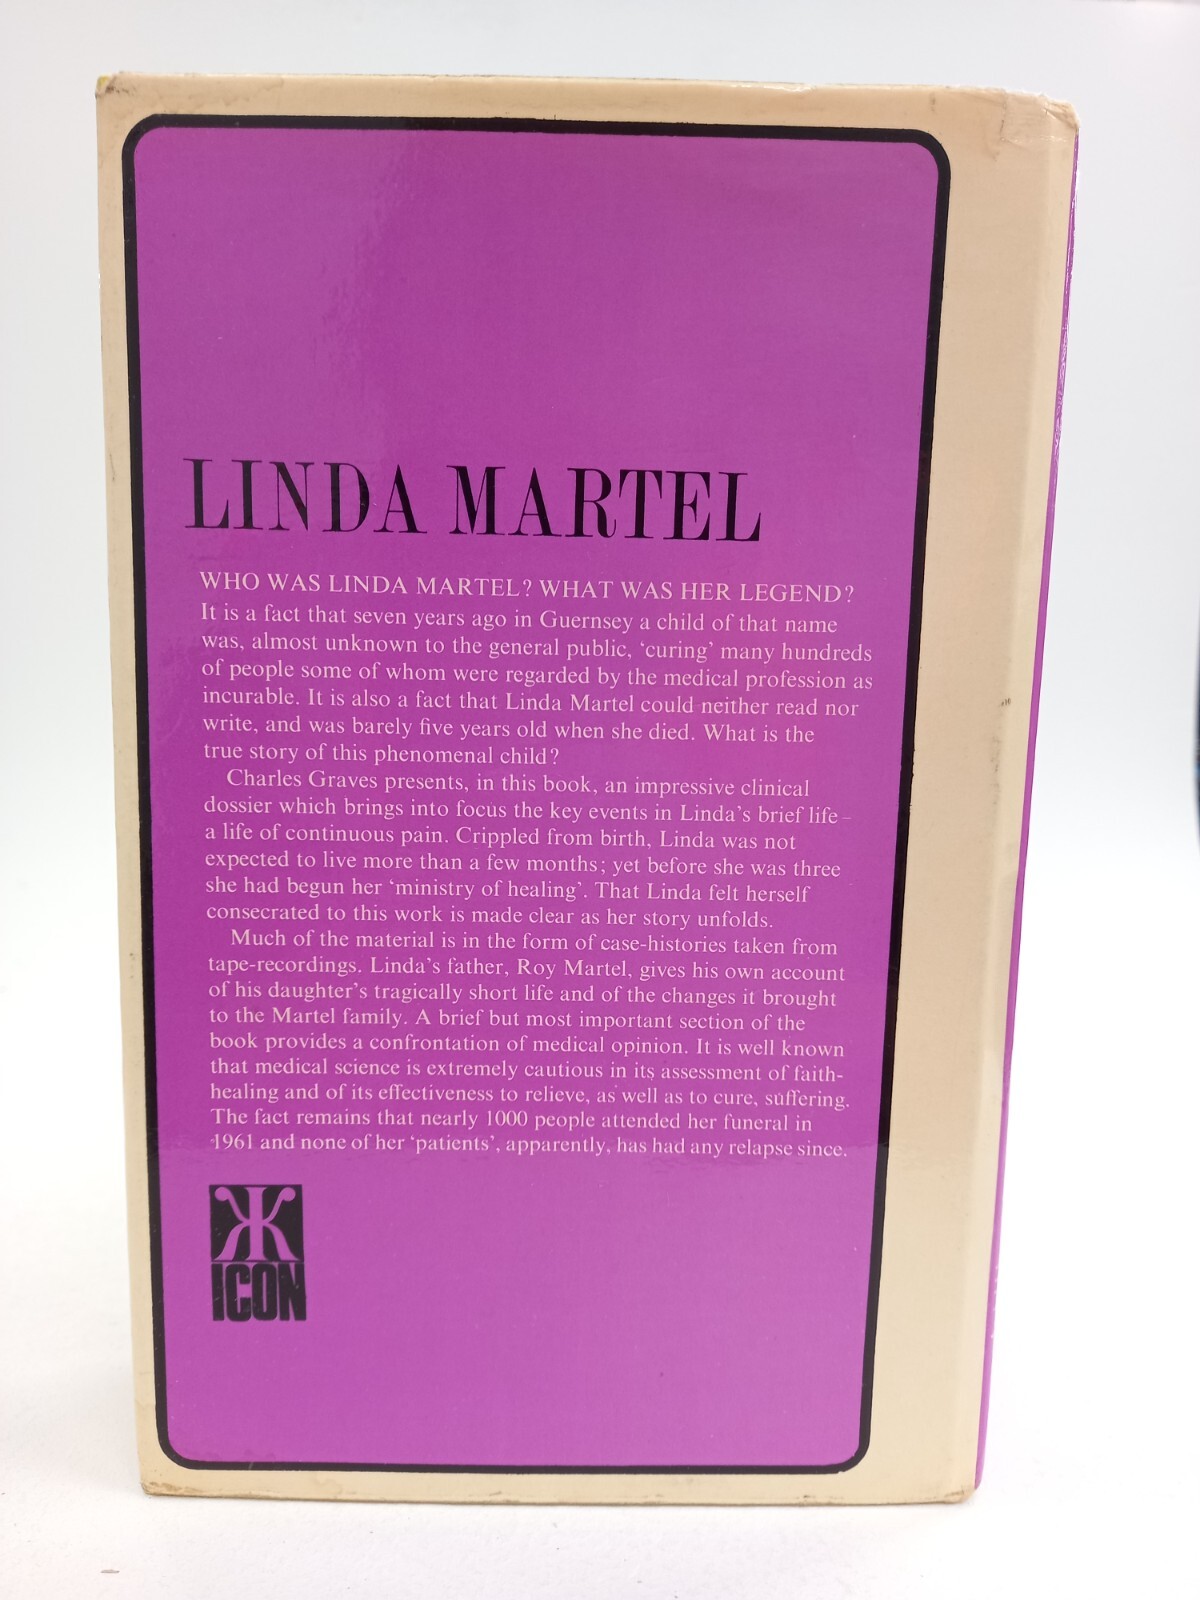 LINDA MARTEL
WHO WAS LINDA MARTEL? WHAT WAS HER LEGEND?
It is a fact that seven years ago in Guernsey a child of that name
was, almost unknown to the general public, ‘curing’ many hundreds
of people some of whom were regarded by the medical profession as
incurable. It is also a fact that Linda Martel could neither read nor
write, and was barely five years old when she died. What is the
true story of this phenomenal child?
Charles Graves presents, in this book, an impressive clinical
dossier which brings into focus the key events in Linda’s brief life –
a life of continuous pain. Crippled from birth, Linda was not
expected to live more than a few months; yet before she was three
she had begun her ‘ministry of healing’. That Linda felt herself
consecrated to this work is made clear as her story unfolds.
Much of the material is in the form of case-histories taken from
tape-recordings. Linda’s father, Roy Martel, gives his own account
of his daughter’s tragically short life and of the changes it brought
to the Martel family. A brief but most important section of the
book provides a confrontation of medical opinion. It is well known
that medical science is extremely cautious in its assessment of faith-
healing and of its effectiveness to relieve, as well as to cure, suffering.
The fact remains that nearly 1000 people attended her funeral in
1961 and none of her ‘patients’, apparently, has had any relapse since.
ICON